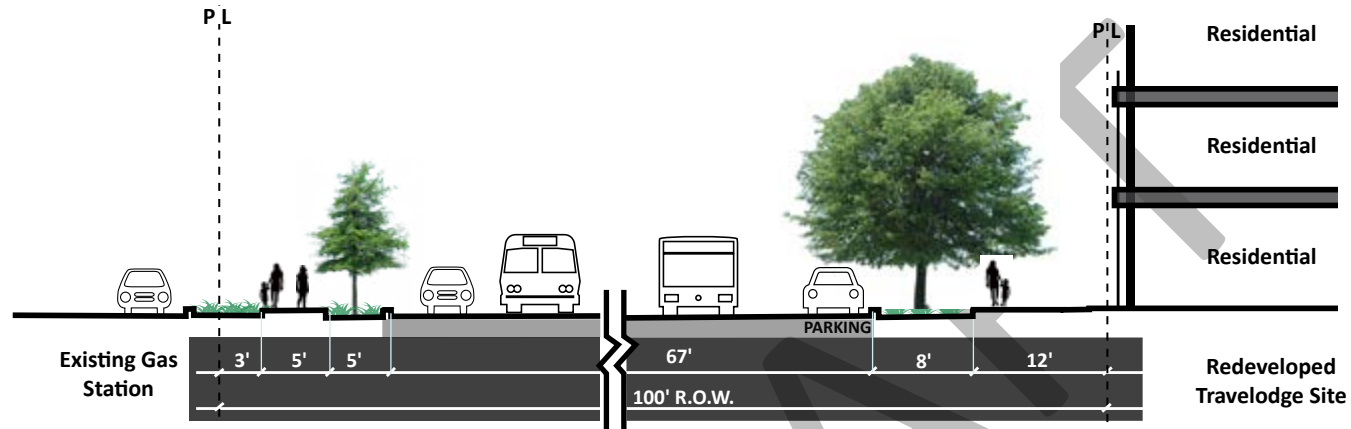 P L
P L
Residential
Residential
Residential
PARKING
Existing Gas
Station
3'
5'
5'
67'
8'
12'
100' R.O.W.
Redeveloped
Travelodge Site